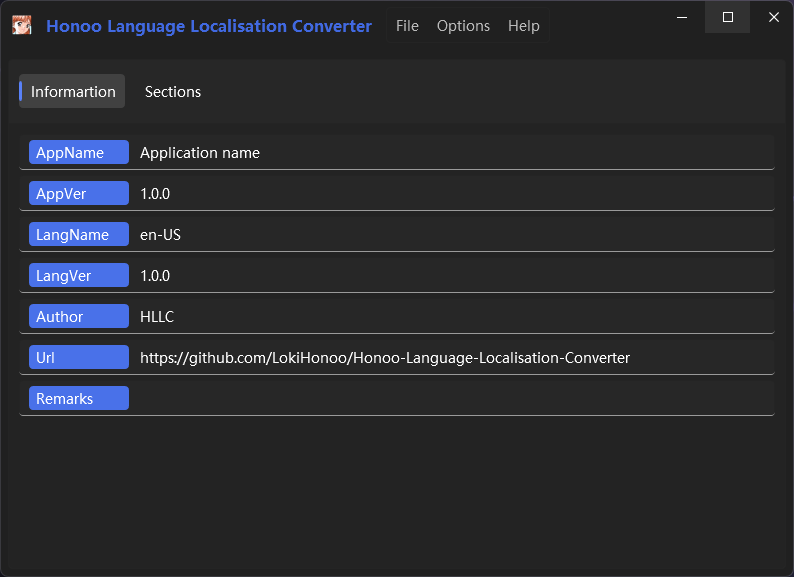 Honoo Language Localisation Converter File Options Help
Informartion Sections
AppName Application name
AppVer 1.0.0
LangName en-US
LangVer 1.0.0
Author HLLC
Url https://github.com/LokiHonoo/Honoo-Language-Localisation-Converter
Remarks